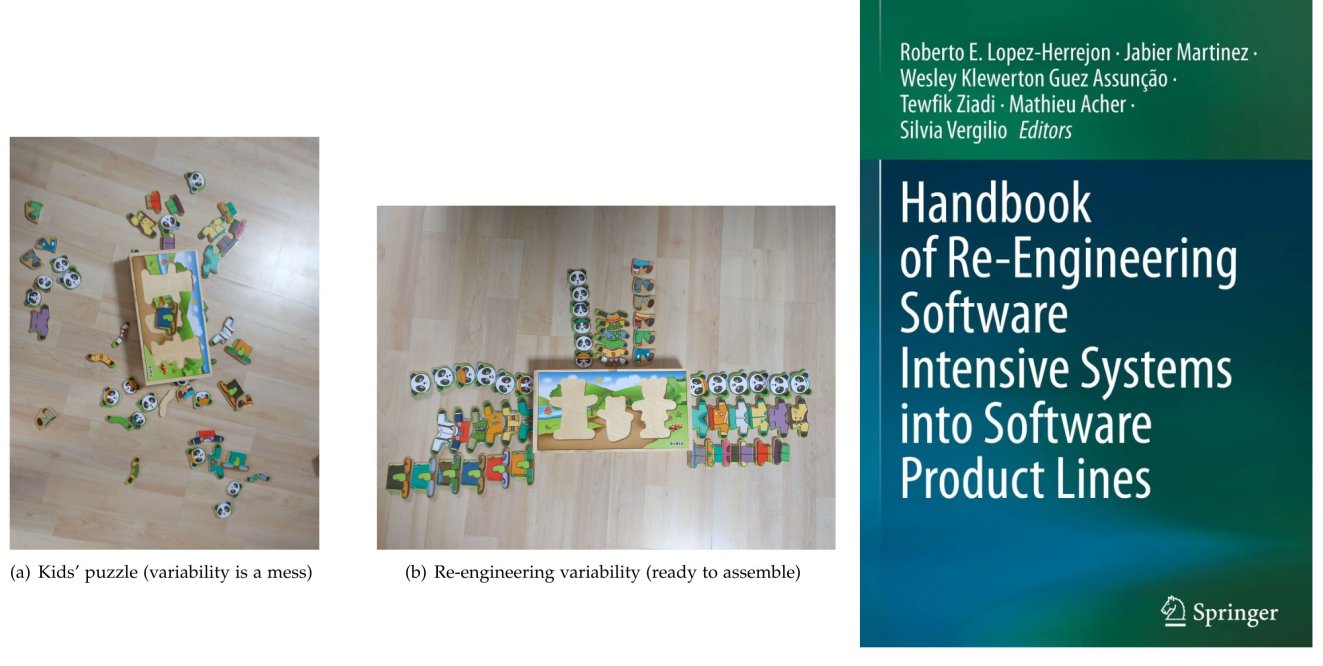 (a) Kids’ puzzle (variability is a mess)
(b) Re-engineering variability (ready to assemble)
Roberto E. Lopez-Herrejon · Jabier Martinez ·
Wesley Klewerton Guez Assunção ·
Tewfik Ziadi · Mathieu Acher ·
Silvia Vergilio Editors
Handbook
of Re-Engineering
Software
Intensive Systems
into Software
Product Lines
Springer